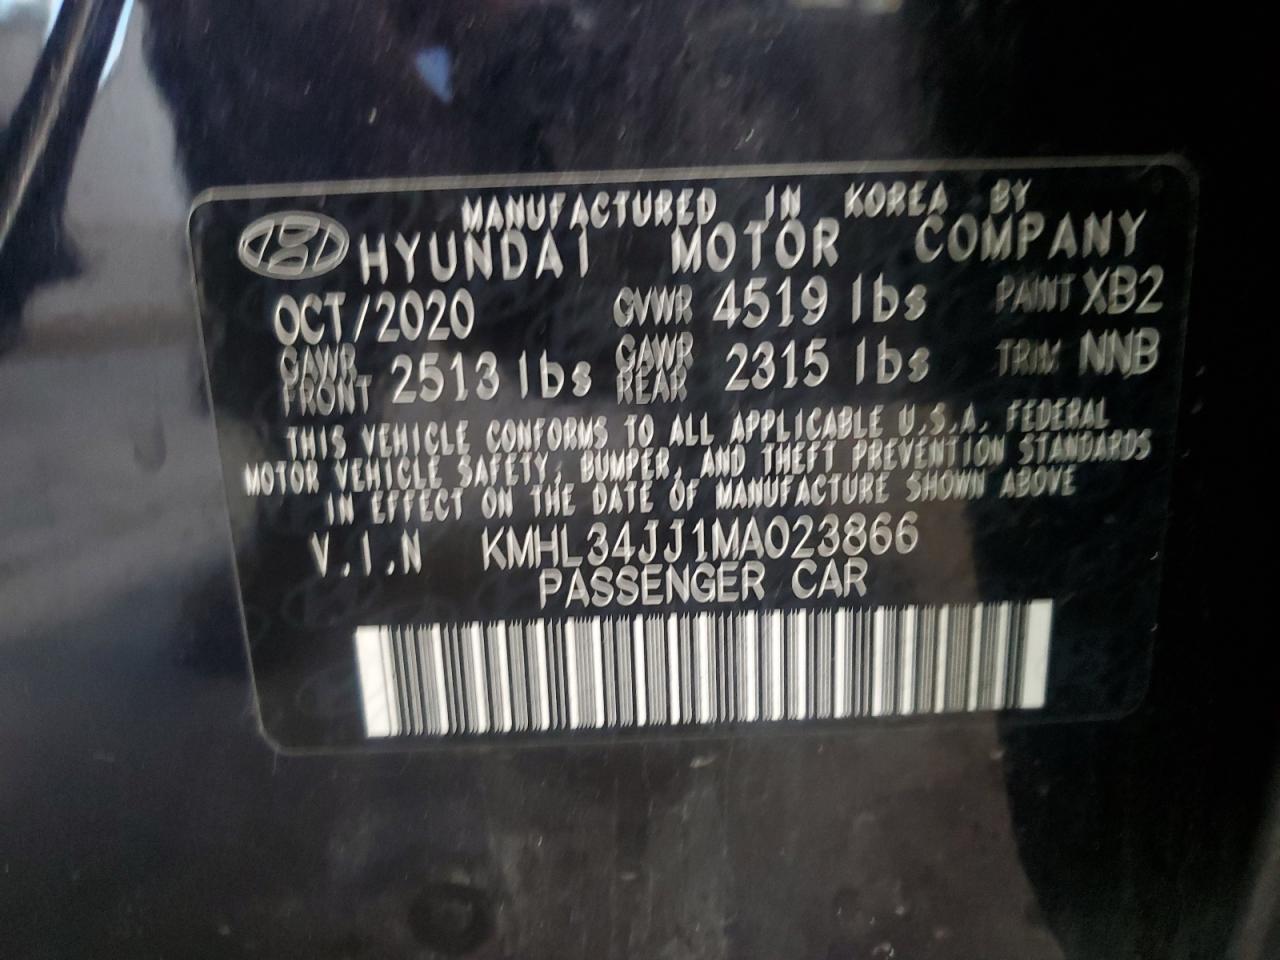 MANUFACTURED IN KOREA BY
HYUNDAI MOTOR COMPANY
OCT/2020 GVWR 4519 lbs PAINT XB2
GAWR FRONT 2513 lbs GAWR REAR 2315 lbs TRIM NNB
THIS VEHICLE CONFORMS TO ALL APPLICABLE U.S.A. FEDERAL
MOTOR VEHICLE SAFETY, BUMPER, AND THEFT PREVENTION STANDARDS
IN EFFECT ON THE DATE OF MANUFACTURE SHOWN ABOVE
V.I.N KMHL34JJ1MA023866
PASSENGER CAR